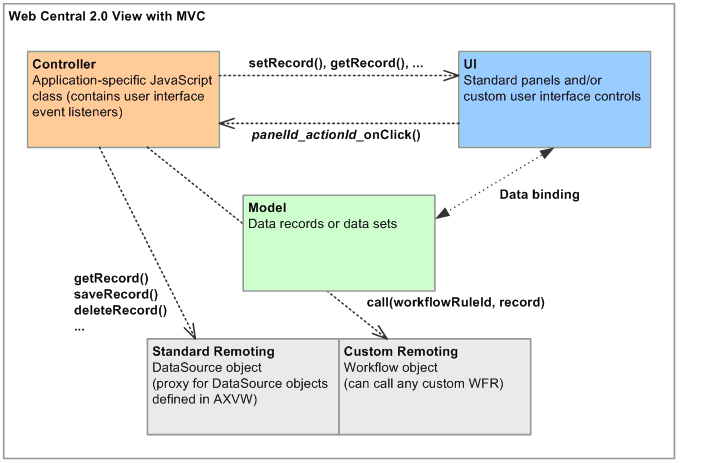 Web Central 2.0 View with MVC
Controller
Application-specific JavaScript
class (contains user interface
event listeners)
setRecord(), getRecord(), ...
panelId_actionId_onClick()
UI
Standard panels and/or
custom user interface controls
Data binding
Model
Data records or data sets
getRecord()
saveRecord()
deleteRecord()
...
call(workflowRuleId, record)
Standard Remoting
DataSource object
(proxy for DataSource objects
defined in AXVW)
Custom Remoting
Workflow object
(can call any custom WFR)